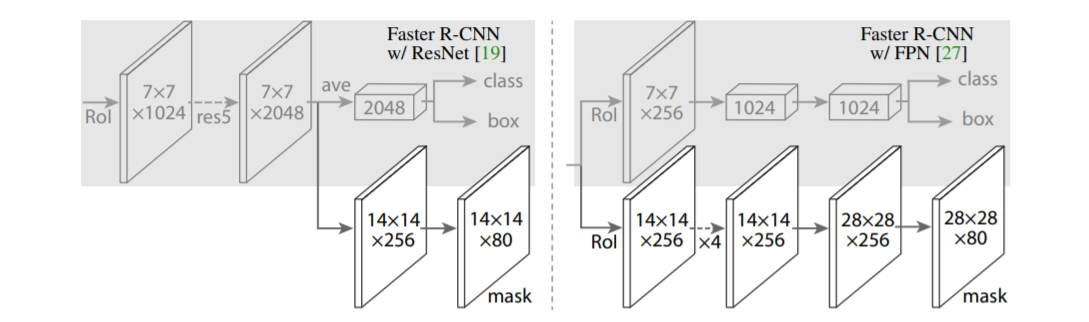 Faster R-CNN
w/ ResNet [19]
RoI
7×7
×1024
res5
7×7
×2048
ave
2048
class
box
14×14
×256
14×14
×80
mask
Faster R-CNN
w/ FPN [27]
RoI
7×7
×256
1024
1024
class
box
RoI
14×14
×256
×4
14×14
×256
28×28
×256
28×28
×80
mask